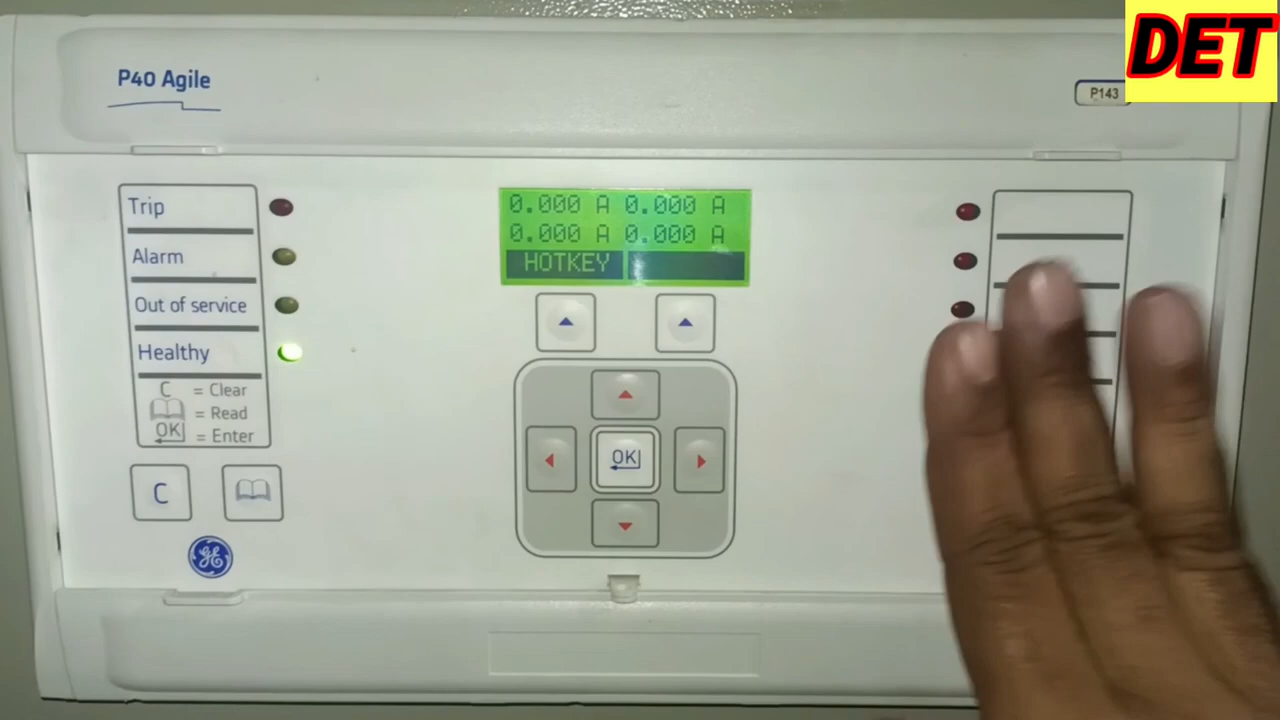 DET
P40 Agile
P143
Trip
Alarm
Out of service
Healthy
C = Clear
= Read
OK = Enter
0.000 A 0.000 A
0.000 A 0.000 A
HOTKEY
OK
C
GE